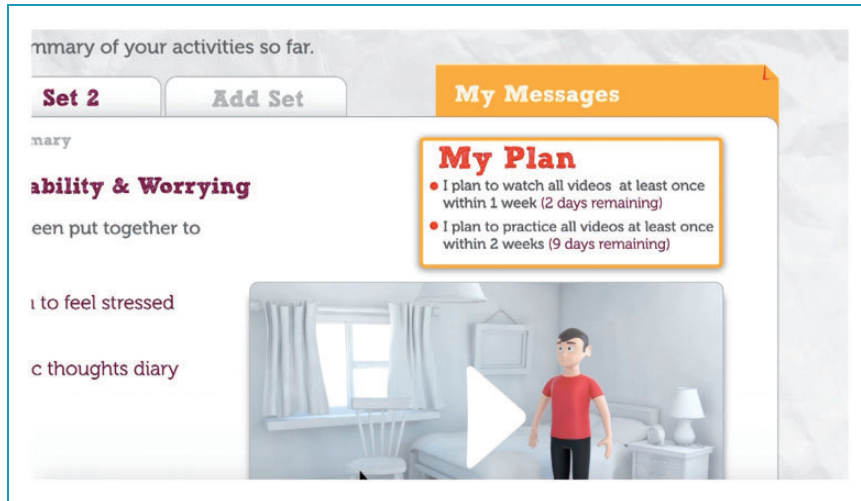 mmary of your activities so far.
Set 2
Add Set
My Messages
mary
My Plan
• I plan to watch all videos at least once
within 1 week (2 days remaining)
• I plan to practice all videos at least once
within 2 weeks (9 days remaining)
ability & Worrying
een put together to
to feel stressed
c thoughts diary